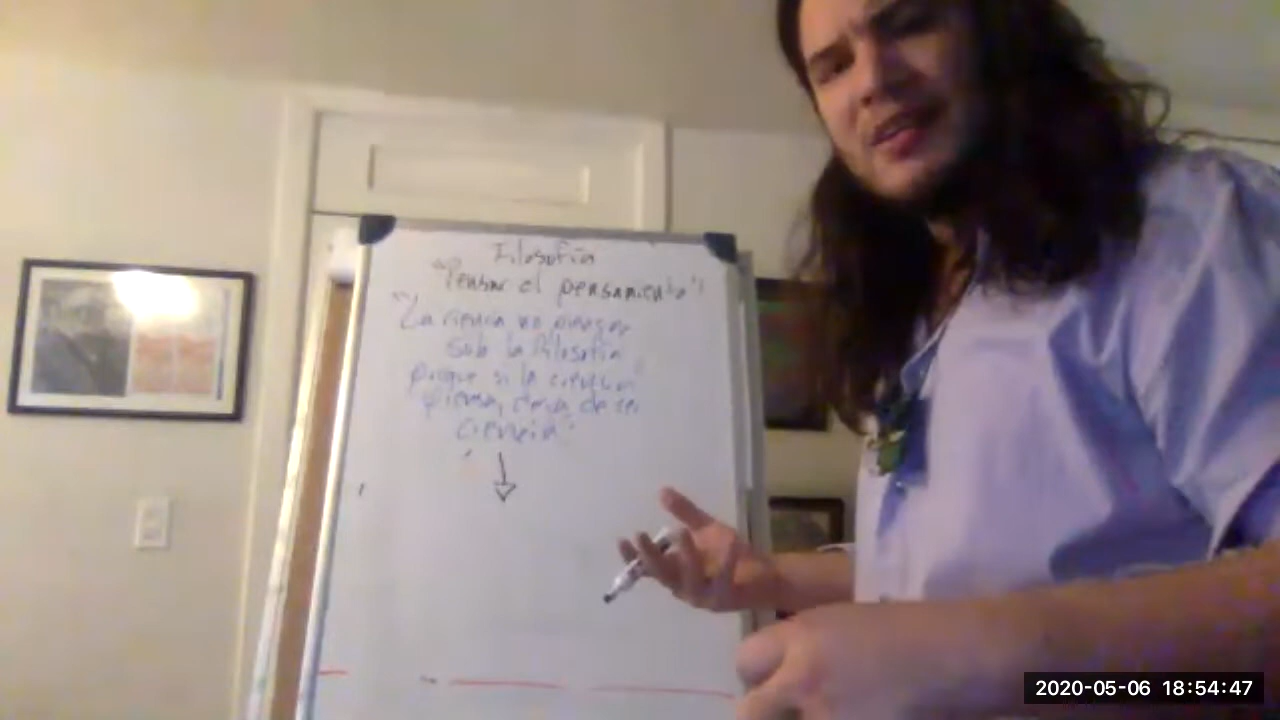 Filosofía
"Pensar el pensamiento"
"La ciencia no piensa,
solo la filosofía
porque si la ciencia
piensa, deja de ser
ciencia".
2020-05-06 18:54:47